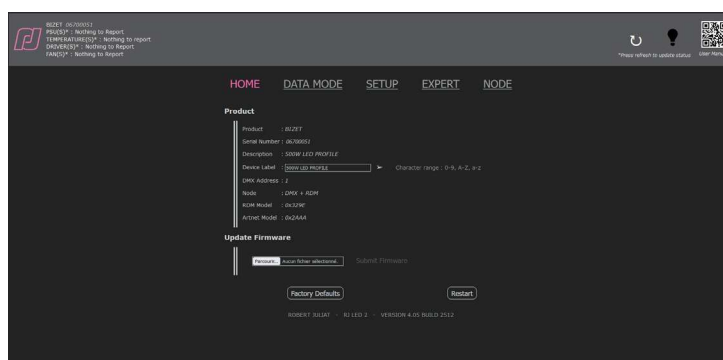 BIZET 06700051
PSU(S)* : Nothing to Report
TEMPERATURE(S)* : Nothing to report
DRIVER(S)* : Nothing to Report
FAN(S)* : Nothing to Report
*Press refresh to update status
User Manual
HOME DATA MODE SETUP EXPERT NODE
Product
Product : BIZET
Serial Number : 06700051
Description : 500W LED PROFILE
Device Label : 500W LED PROFILE ➢ Character range : 0-9, A-Z, a-z
DMX Address : 1
Node : DMX + RDM
RDM Model : 0x329E
Artnet Model : 0x2AAA
Update Firmware
Parcourir... Aucun fichier sélectionné. Submit Firmware
Factory Defaults Restart
ROBERT JULIAT - RJ LED 2 - VERSION 4.05 BUILD 2512